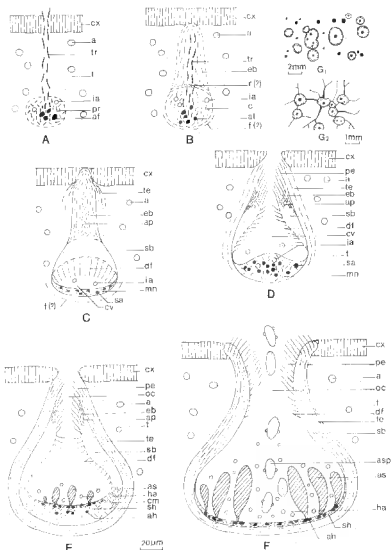 cx
a
tr
t
ia
pr
af
A
cx
a
tr
eb
r(?)
ia
t
af
f(?)
B
2mm
G₁
G₂
1mm
cx
te
a
eb
ap
sb
df
ia
mn
sa
cv
f(?)
C
cx
pe
a
te
eb
ap
sb
df
cv
ia
t
sa
mn
D
cx
pe
oc
a
eb
ap
t
te
sb
df
as
ha
cm
sh
ah
E
20um
cx
pe
a
oc
t
df
te
sb
asp
as
ha
sh
ah
F